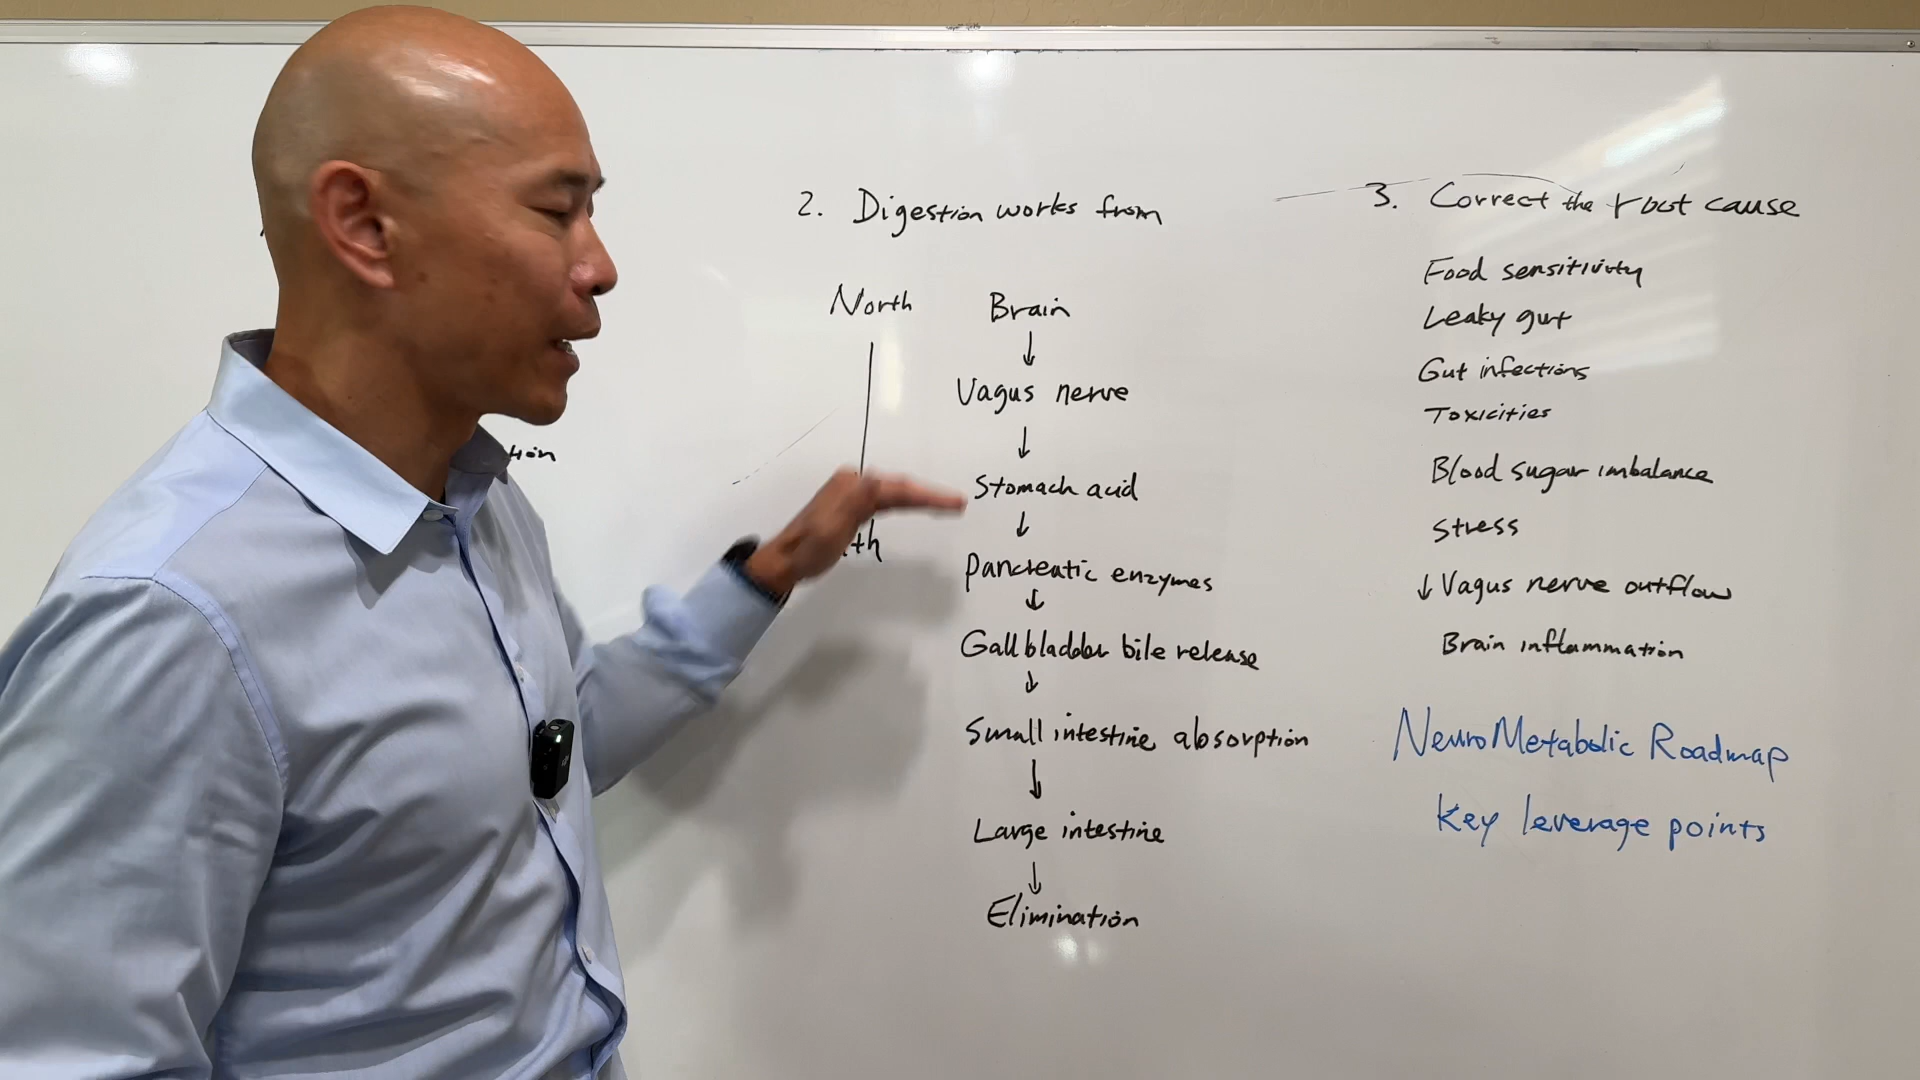 2. Digestion works from
North
Brain
↓
Vagus nerve
↓
Stomach acid
↓
Pancreatic enzymes
↓
Gallbladder bile release
↓
Small intestine absorption
↓
Large intestine
↓
Elimination
3. Correct the root cause
Food sensitivity
Leaky gut
Gut infections
Toxicities
Blood sugar imbalance
Stress
↓ Vagus nerve outflow
Brain inflammation
NeuroMetabolic Roadmap
Key leverage points